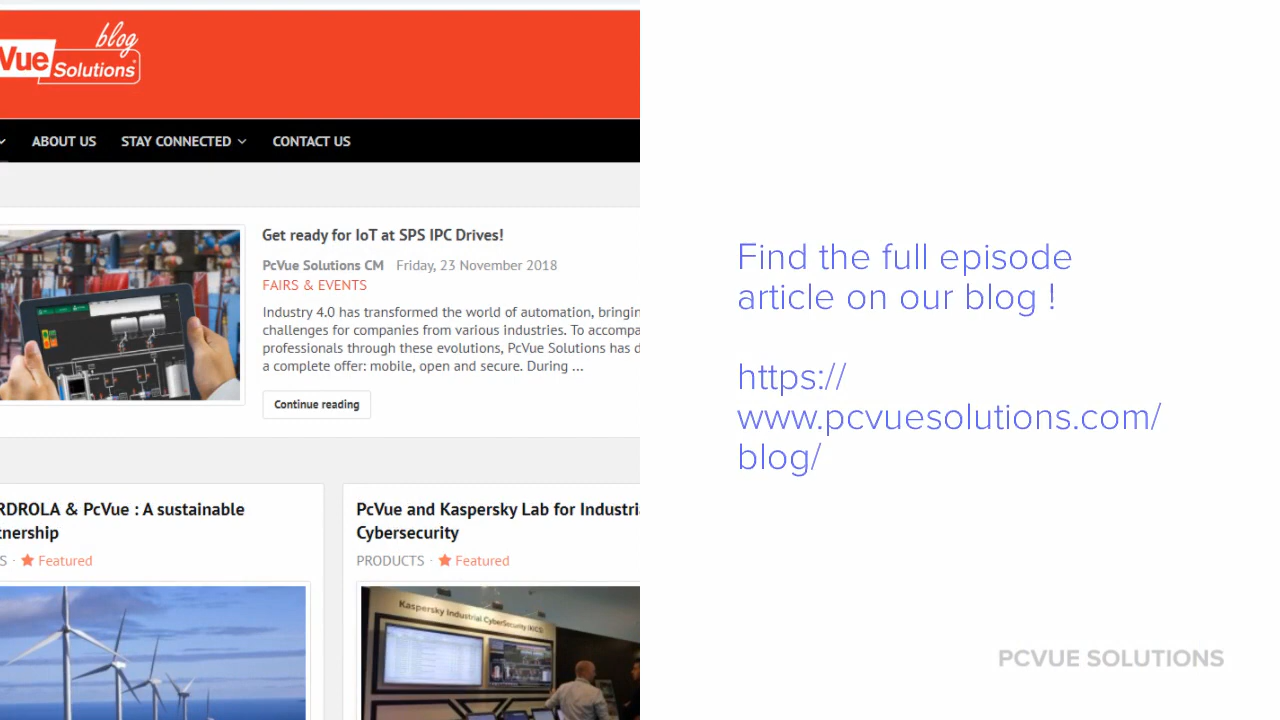 blog
Vue
Solutions
ABOUT US STAY CONNECTED CONTACT US
Get ready for IoT at SPS IPC Drives!
PcVue Solutions CM Friday, 23 November 2018
FAIRS & EVENTS
Industry 4.0 has transformed the world of automation, bringin
challenges for companies from various industries. To accompa
professionals through these evolutions, PcVue Solutions has d
a complete offer: mobile, open and secure. During ...
Continue reading
RDROLA & PcVue : A sustainable
tnership
S · Featured
PcVue and Kaspersky Lab for Industria
Cybersecurity
PRODUCTS · Featured
Kaspersky Industrial CyberSecurity (KICS)
Find the full episode
article on our blog !
https://
www.pcvuesolutions.com/
blog/
PCVUE SOLUTIONS